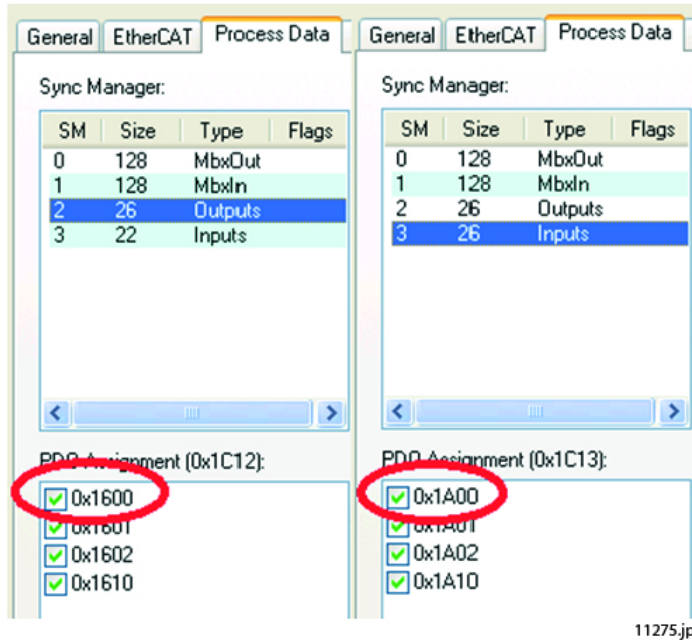 General EtherCAT Process Data
Sync Manager:
SM Size Type Flags
0 128 MbxOut
1 128 MbxIn
2 26 Outputs
3 22 Inputs
PDO Assignment (0x1C12):
0x1600
0x1601
0x1602
0x1610
General EtherCAT Process Data
Sync Manager:
SM Size Type Flags
0 128 MbxOut
1 128 MbxIn
2 26 Outputs
3 26 Inputs
PDO Assignment (0x1C13):
0x1A00
0x1A01
0x1A02
0x1A10
11275.jp